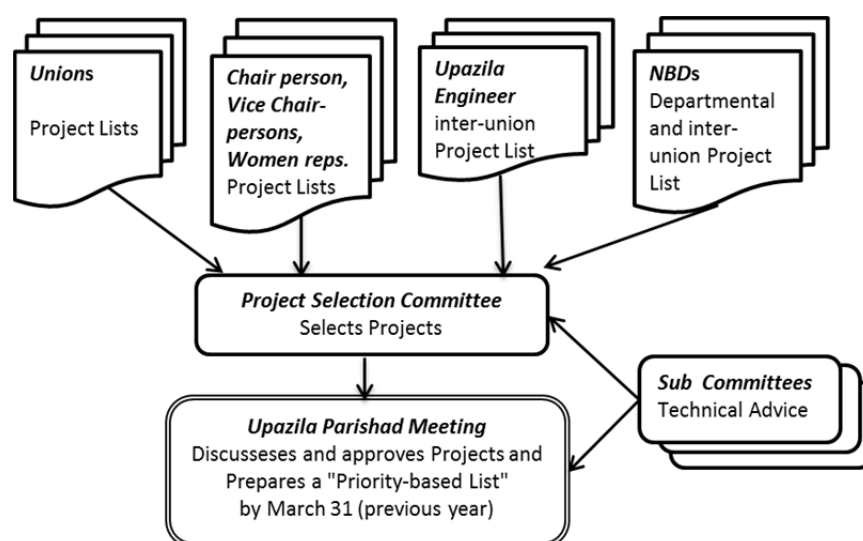 Unions
Project Lists
Chair person,
Vice Chair-
persons,
Women reps.
Project Lists
Upazila
Engineer
inter-union
Project List
NBDs
Departmental
and inter-
union Project
List
Project Selection Committee
Selects Projects
Sub Committees
Technical Advice
Upazila Parishad Meeting
Discusseses and approves Projects and
Prepares a "Priority-based List"
by March 31 (previous year)